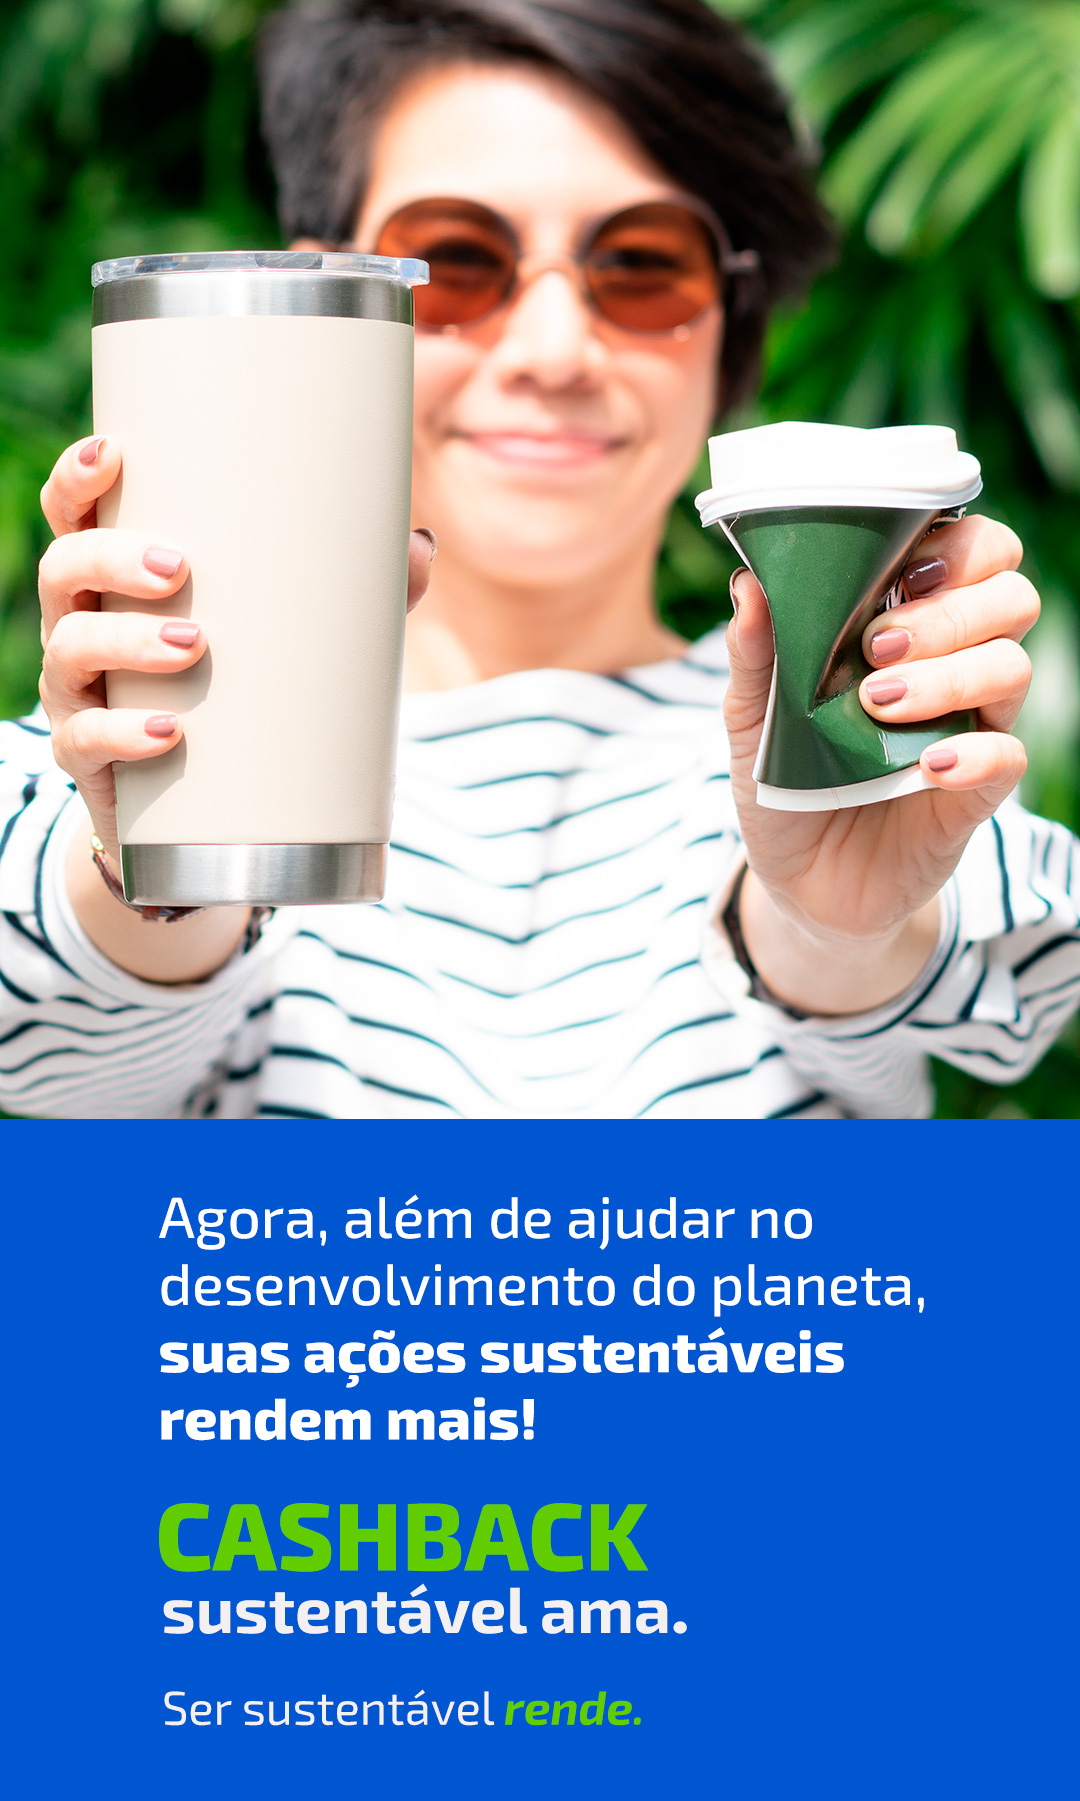 Agora, além de ajudar no
desenvolvimento do planeta,
suas ações sustentáveis
rendem mais!
CASHBACK
sustentável ama.
Ser sustentável rende.